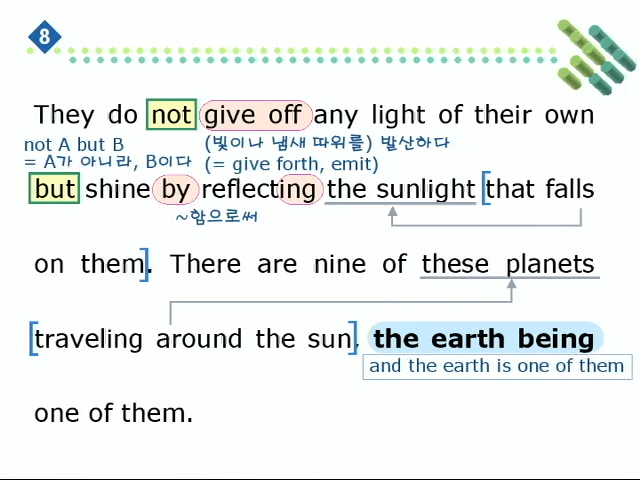 8
They do not give off any light of their own
not A but B
(빛이나 냄새 따위를) 발산하다
= A가 아니라, B이다
(= give forth, emit)
but shine by reflecting the sunlight [that falls
~함으로써
on them]. There are nine of these planets
[traveling around the sun], the earth being
and the earth is one of them
one of them.